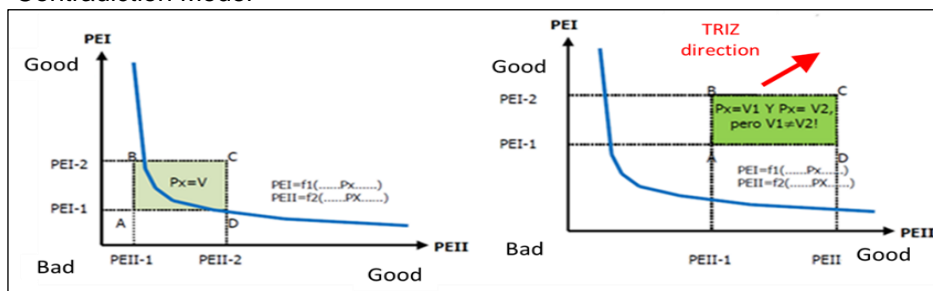 Contradiction Model
PEI
Good
PEI-2
PEI-1
B
C
Px=V
A
D
PEI=f1(......Px......)
PEII=f2(......PX......)
PEII
Bad
PEII-1
PEII-2
Good
TRIZ
direction
PEI
Good
PEI-2
PEI-1
B
C
Px=V1 Y Px= V2,
pero V1≠V2!
A
D
PEI=f1(......Px......)
PEII=f2(......PX......)
PEII
Bad
PEII-1
PEII
Good